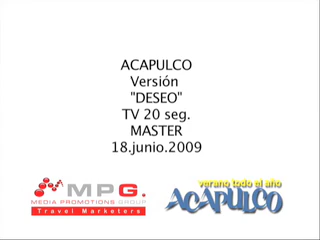 ACAPULCO
Versión
"DESEO"
TV 20 seg.
MASTER
18.junio.2009
MPG.
MEDIA PROMOTIONS GROUP
Travel Marketers
verano todo el año
ACAPULCO